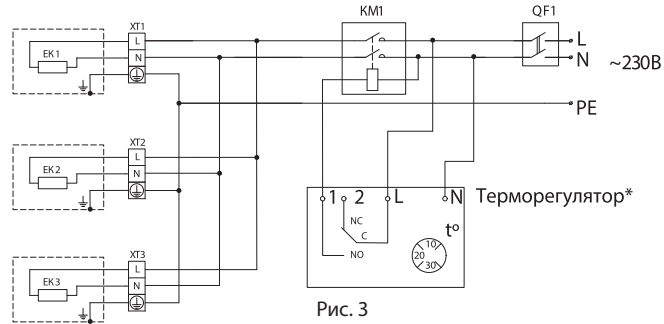 XT1
KM1
QF1
L
L
EK1
N
N
~230В
PE
XT2
L
EK2
N
1 2 L N Терморегулятор*
NC
t°
C
10
20
30
NO
XT3
L
EK3
N
Рис. 3